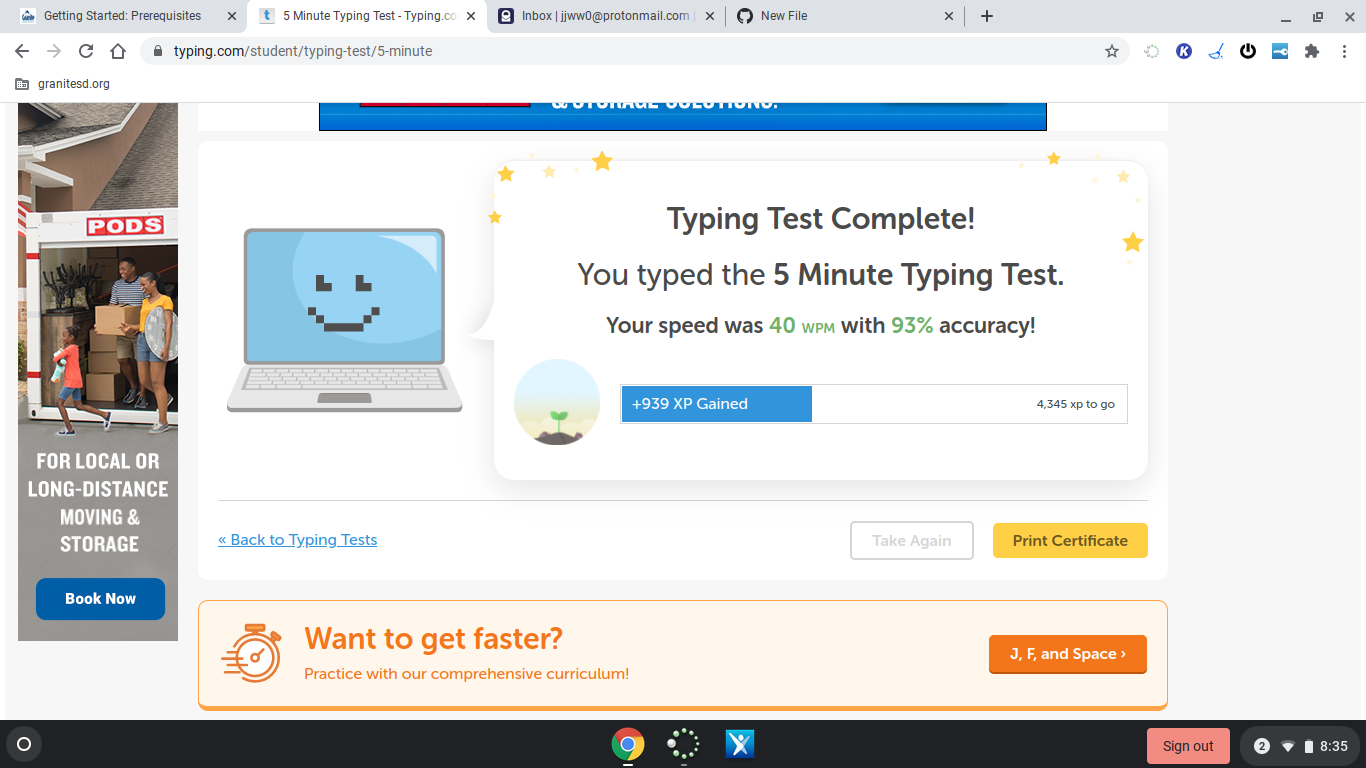 Getting Started: Prerequisites
5 Minute Typing Test - Typing.co
Inbox | jjww0@protonmail.com
New File
typing.com/student/typing-test/5-minute
granitesd.org
& STORAGE SOLUTIONS.
PODS
FOR LOCAL OR
LONG-DISTANCE
MOVING &
STORAGE
Book Now
Typing Test Complete!
You typed the 5 Minute Typing Test.
Your speed was 40 WPM with 93% accuracy!
+939 XP Gained
4,345 xp to go
« Back to Typing Tests
Take Again
Print Certificate
Want to get faster?
Practice with our comprehensive curriculum!
J, F, and Space ›
Sign out
2
8:35